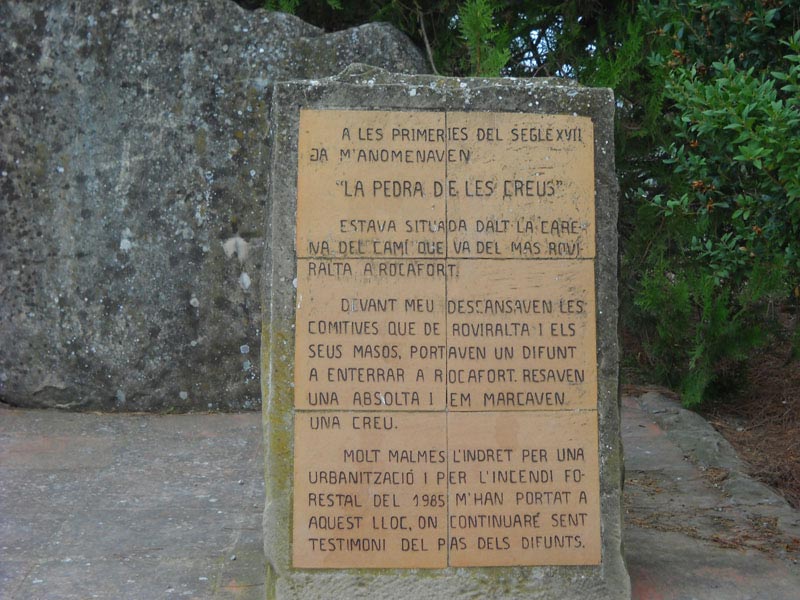 A LES PRIMERIES DEL SEGLE XVII
JA M'ANOMENAVEN
"LA PEDRA DE LES CREUS"
ESTAVA SITUADA DALT LA CARE-
NA DEL CAMÍ QUE VA DEL MAS ROVI-
RALTA A ROCAFORT.
DEVANT MEU DESCANSAVEN LES
COMITIVES QUE DE ROVIRALTA I ELS
SEUS MASOS, PORTAVEN UN DIFUNT
A ENTERRAR A ROCAFORT. RESAVEN
UNA ABSOLTA I EM MARCAVEN
UNA CREU.
MOLT MALMÈS L'INDRET PER UNA
URBANITZACIÓ I PER L'INCENDI FO-
RESTAL DEL 1985 M'HAN PORTAT A
AQUEST LLOC, ON CONTINUARÉ SENT
TESTIMONI DEL PAS DELS DIFUNTS.